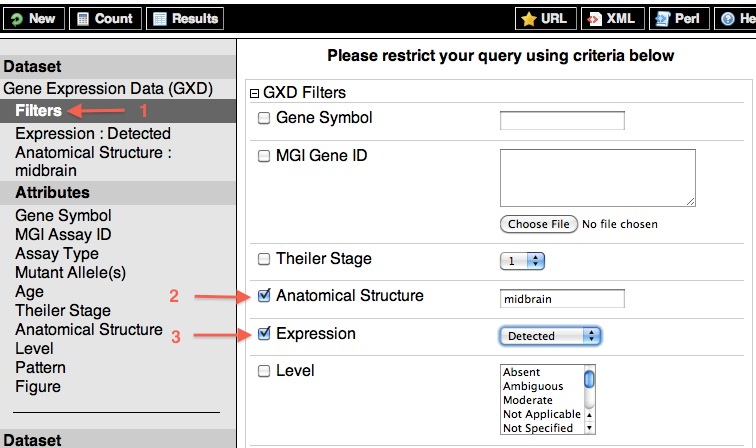 New Count Results URL XML Perl He
Please restrict your query using criteria below
Dataset
Gene Expression Data (GXD)
Filters 1
Expression : Detected
Anatomical Structure :
midbrain
Attributes
Gene Symbol
MGI Assay ID
Assay Type
Mutant Allele(s)
Age
Theiler Stage
Anatomical Structure
Level
Pattern
Figure
Dataset
GXD Filters
Gene Symbol
MGI Gene ID
Choose File No file chosen
Theiler Stage 1
2 Anatomical Structure midbrain
3 Expression Detected
Level
Absent
Ambiguous
Moderate
Not Applicable
Not Specified